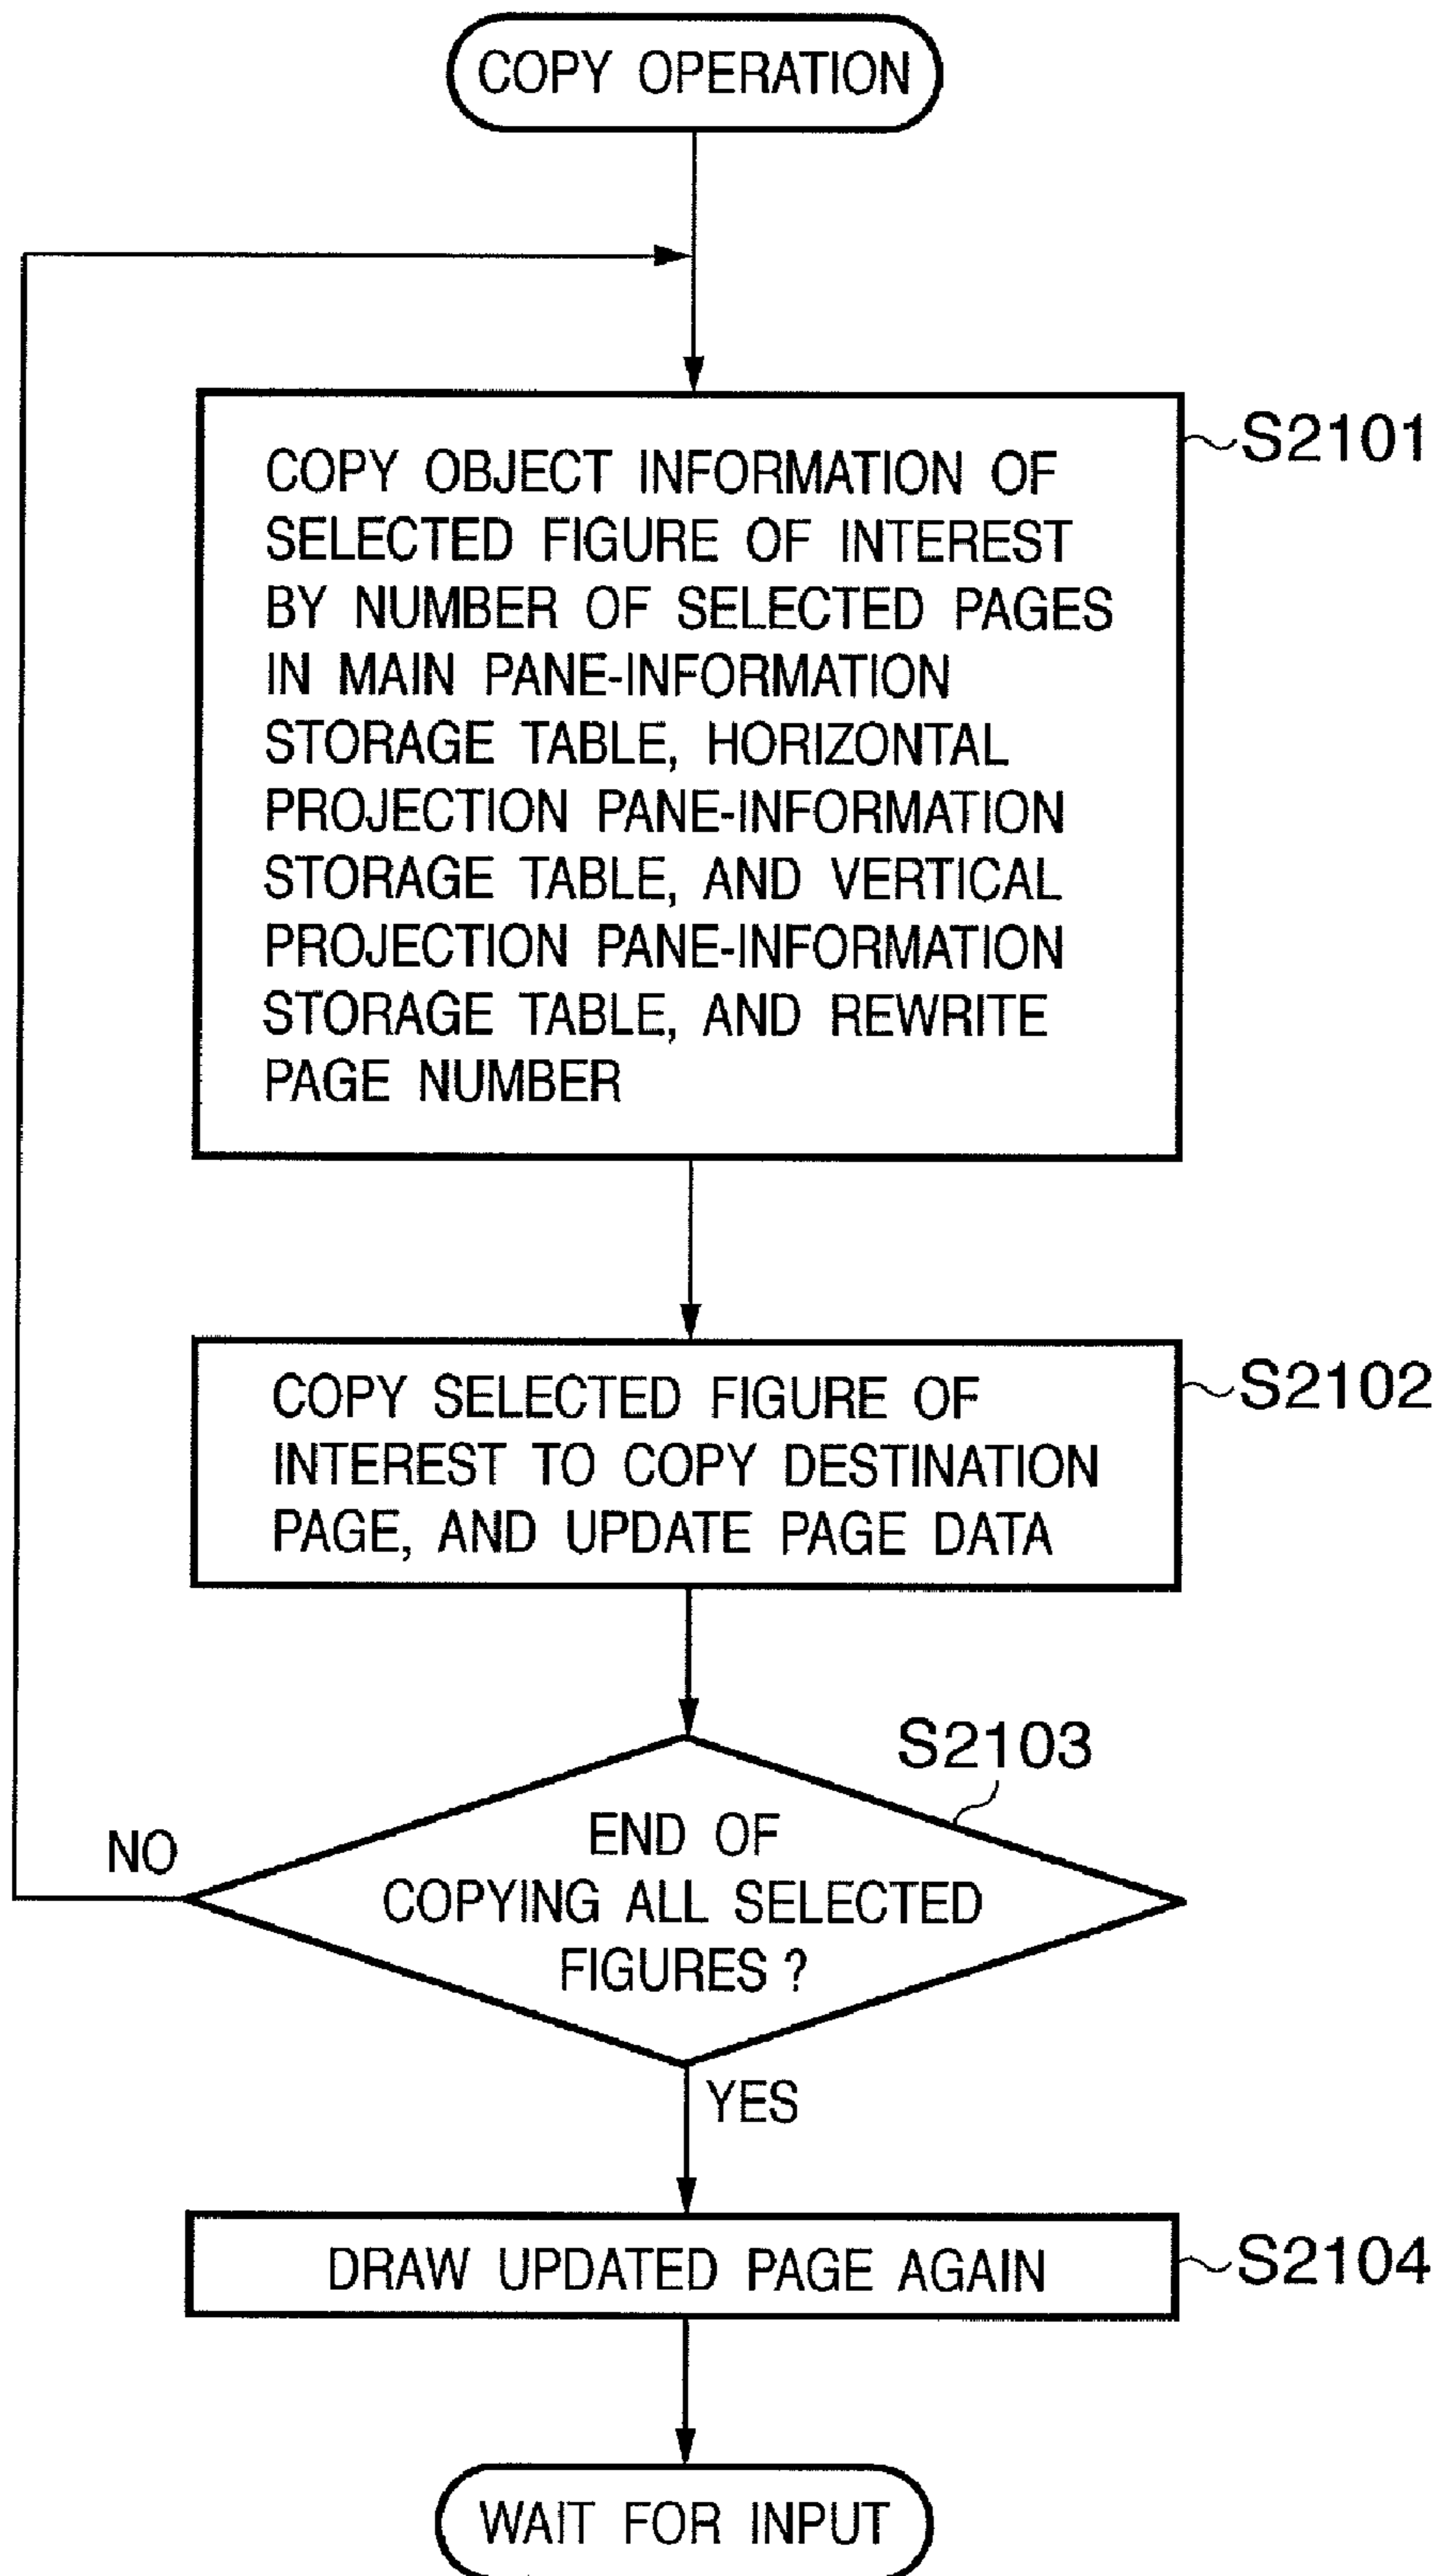 COPY OPERATION
S2101
COPY OBJECT INFORMATION OF
SELECTED FIGURE OF INTEREST
BY NUMBER OF SELECTED PAGES
IN MAIN PANE-INFORMATION
STORAGE TABLE, HORIZONTAL
PROJECTION PANE-INFORMATION
STORAGE TABLE, AND VERTICAL
PROJECTION PANE-INFORMATION
STORAGE TABLE, AND REWRITE
PAGE NUMBER
S2102
COPY SELECTED FIGURE OF
INTEREST TO COPY DESTINATION
PAGE, AND UPDATE PAGE DATA
S2103
NO
END OF
COPYING ALL SELECTED
FIGURES ?
YES
DRAW UPDATED PAGE AGAIN
S2104
WAIT FOR INPUT